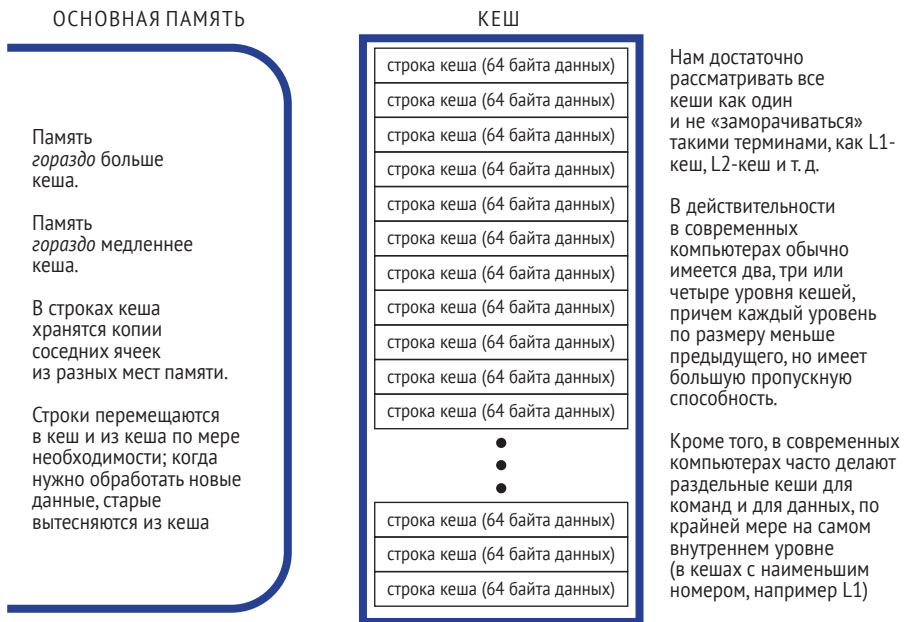 ОСНОВНАЯ ПАМЯТЬ
Память
гораздо больше
кеша.
Память
гораздо медленнее
кеша.
В строках кеша
хранятся копии
соседних ячеек
из разных мест памяти.
Строки перемещаются
в кеш и из кеша по мере
необходимости; когда
нужно обработать новые
данные, старые
вытесняются из кеша
КЕШ
строка кеша (64 байта данных)
строка кеша (64 байта данных)
строка кеша (64 байта данных)
строка кеша (64 байта данных)
строка кеша (64 байта данных)
строка кеша (64 байта данных)
строка кеша (64 байта данных)
строка кеша (64 байта данных)
строка кеша (64 байта данных)
строка кеша (64 байта данных)
строка кеша (64 байта данных)
строка кеша (64 байта данных)
строка кеша (64 байта данных)
строка кеша (64 байта данных)
Нам достаточно
рассматривать все
кеши как один
и не «заморачиваться»
такими терминами, как L1-
кеш, L2-кеш и т. д.
В действительности
в современных
компьютерах обычно
имеется два, три или
четыре уровня кешей,
причем каждый уровень
по размеру меньше
предыдущего, но имеет
большую пропускную
способность.
Кроме того, в современных
компьютерах часто делают
раздельные кеши для
команд и для данных, по
крайней мере на самом
внутреннем уровне
(в кешах с наименьшим
номером, например L1)